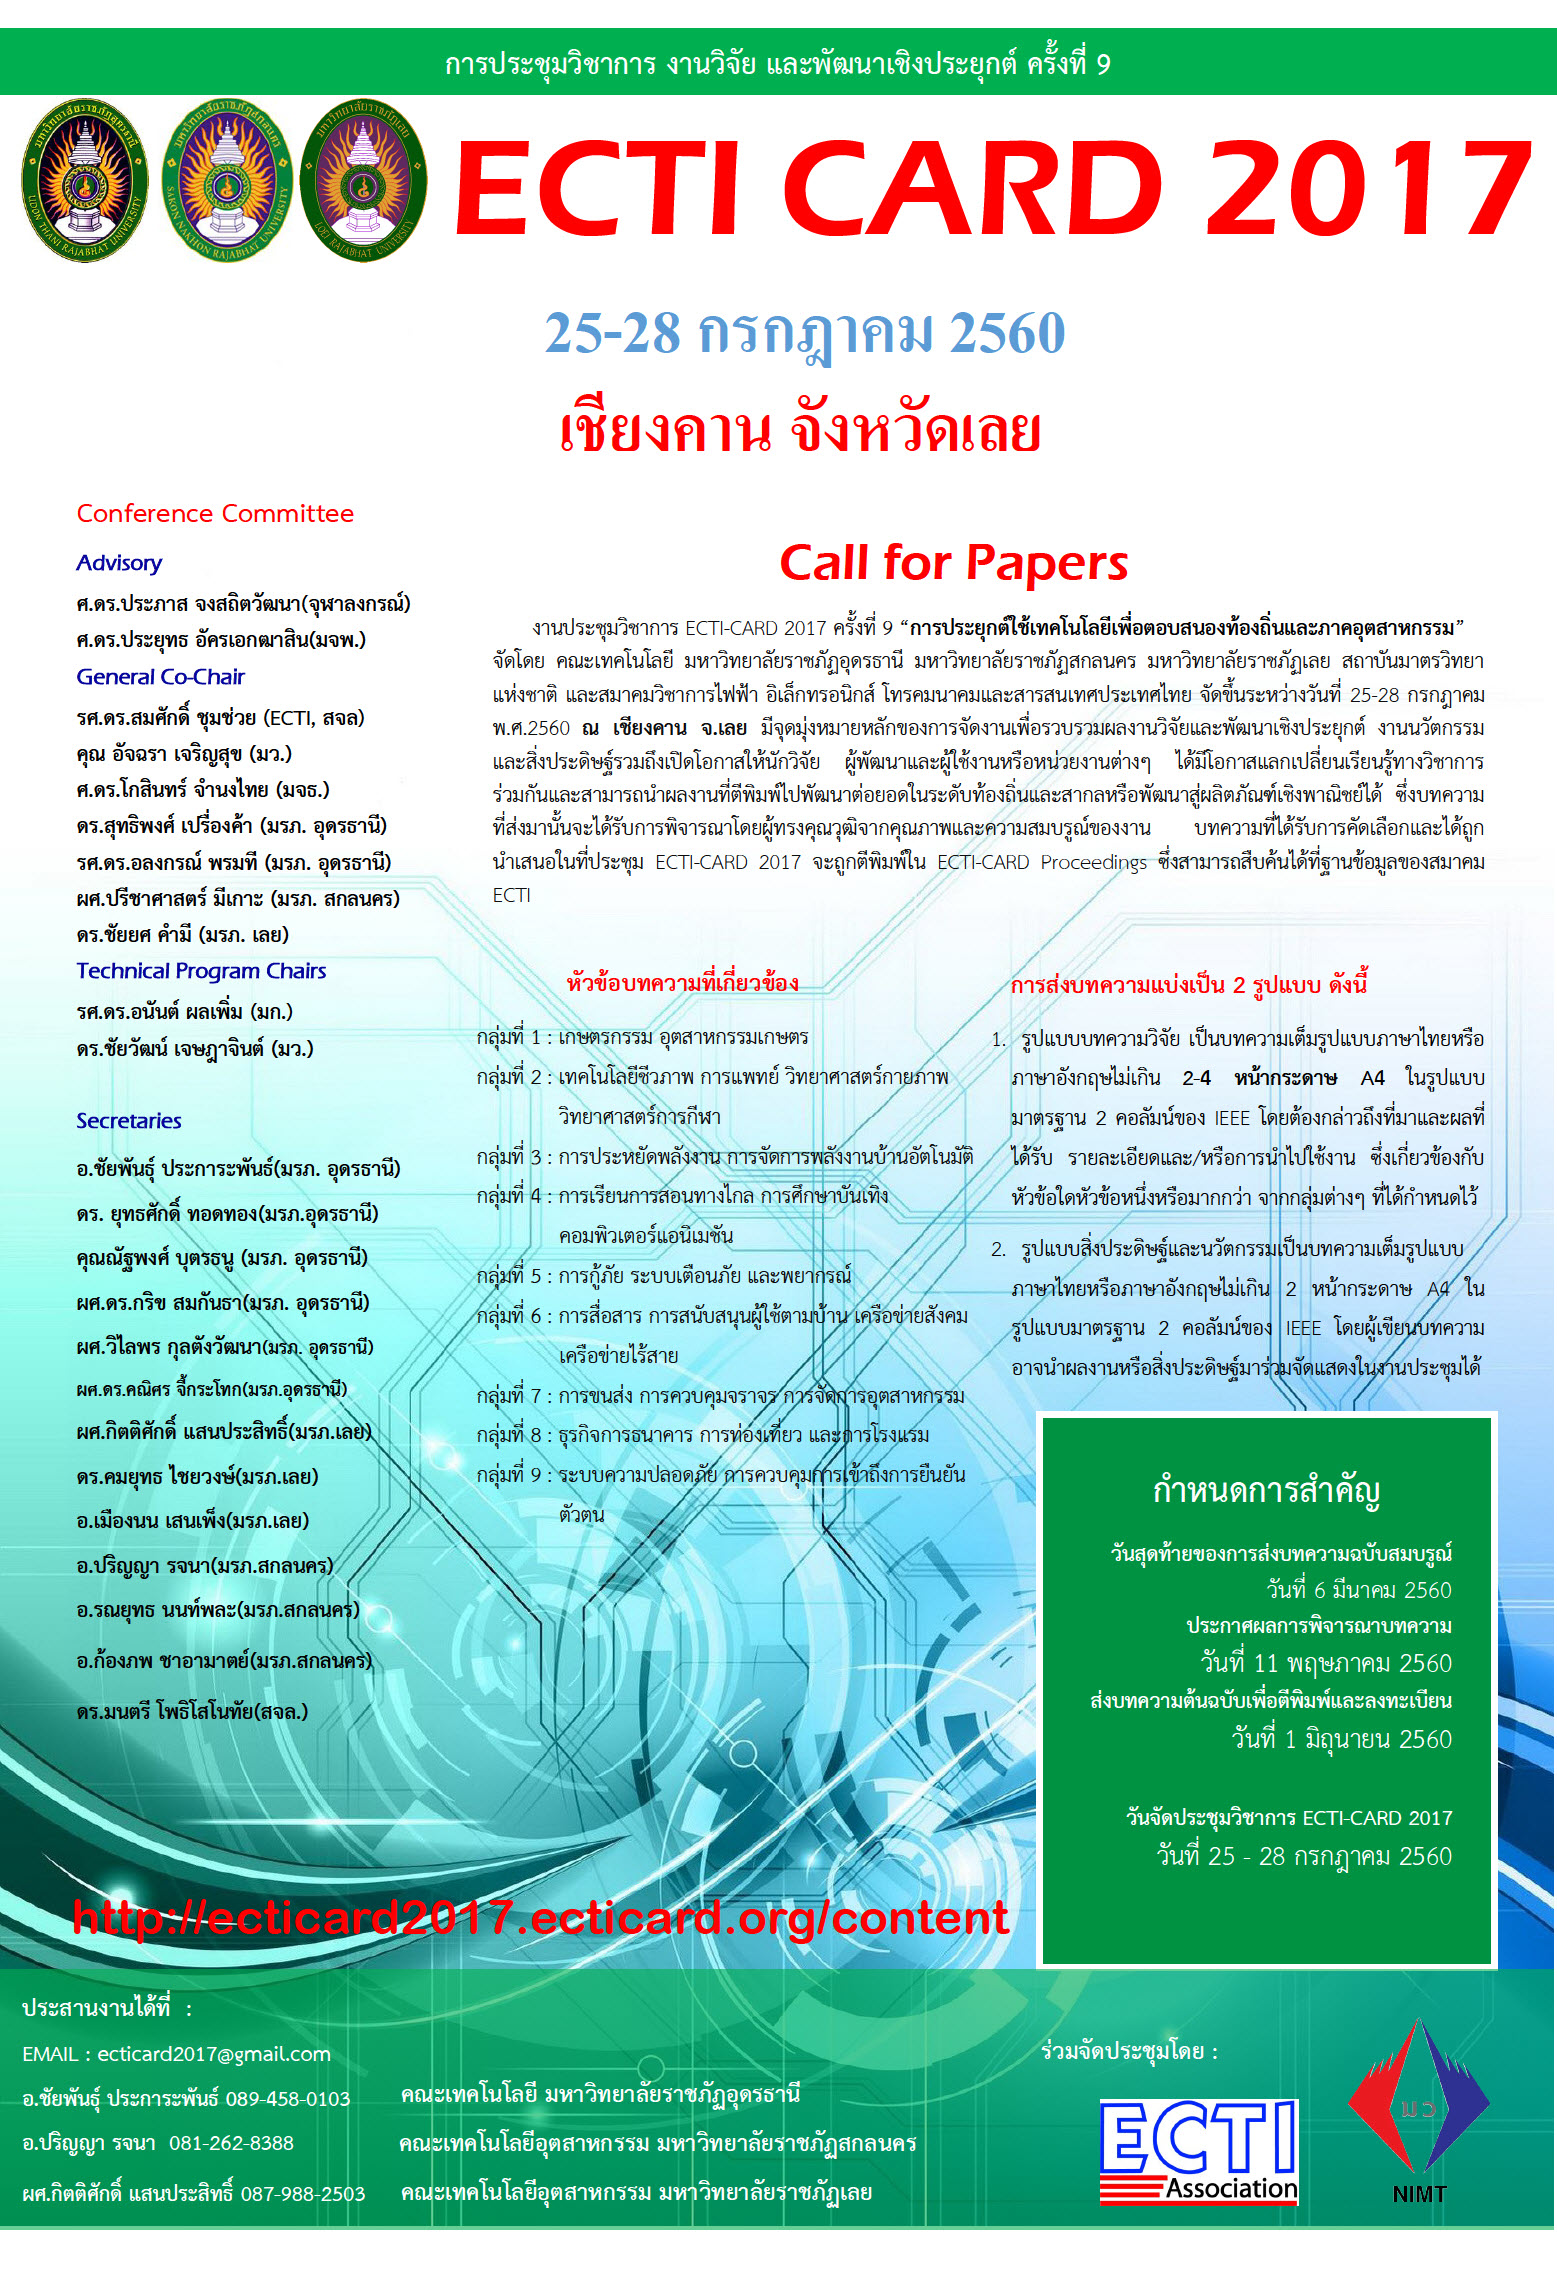 การประชุมวิชาการ งานวิจัย และพัฒนาเชิงประยุกต์ ครั้งที่ 9
มหาวิทยาลัยราชภัฏอุดรธานี
UDON THANI RAJABHAT UNIVERSITY
มหาวิทยาลัยราชภัฏสกลนคร
SAKON NAKHON RAJABHAT UNIVERSITY
มหาวิทยาลัยราชภัฏเลย
LOEI RAJABHAT UNIVERSITY
ECTI CARD 2017
25-28 กรกฎาคม 2560
เชียงคาน จังหวัดเลย
Conference Committee
Advisory
ศ.ดร.ประภาส จงสถิตวัฒนา(จุฬาลงกรณ์)
ศ.ดร.ประยุทธ อัครเอกฒาสิน(มจพ.)
General Co-Chair
รศ.ดร.สมศักดิ์ ชุมช่วย (ECTI, สจล)
คุณ อัจฉรา เจริญสุข (มว.)
ศ.ดร.โกสินทร์ จำนงไทย (มจธ.)
ดร.สุทธิพงศ์ เปรื่องค้า (มรภ. อุดรธานี)
รศ.ดร.อลงกรณ์ พรมที (มรภ. อุดรธานี)
ผศ.ปรีชาศาสตร์ มีเกาะ (มรภ. สกลนคร)
ดร.ชัยยศ คำมี (มรภ. เลย)
Technical Program Chairs
รศ.ดร.อนันต์ ผลเพิ่ม (มก.)
ดร.ชัยวัฒน์ เจษฎาจินต์ (มว.)
Secretaries
อ.ชัยพันธุ์ ประการะพันธ์(มรภ. อุดรธานี)
ดร. ยุทธศักดิ์ ทอดทอง(มรภ.อุดรธานี)
คุณณัฐพงศ์ บุตรธนู (มรภ. อุดรธานี)
ผศ.ดร.กริช สมกันธา(มรภ. อุดรธานี)
ผศ.วิไลพร กุลตังวัฒนา(มรภ. อุดรธานี)
ผศ.ดร.คณิศร จี้กระโทก(มรภ.อุดรธานี)
ผศ.กิตติศักดิ์ แสนประสิทธิ์(มรภ.เลย)
ดร.คมยุทธ ไชยวงษ์(มรภ.เลย)
อ.เมืองนน เสนเพ็ง(มรภ.เลย)
อ.ปริญญา รจนา(มรภ.สกลนคร)
อ.รณยุทธ นนท์พละ(มรภ.สกลนคร)
อ.ก้องภพ ชาอามาตย์(มรภ.สกลนคร)
ดร.มนตรี โพธิโสโนทัย(สจล.)
Call for Papers
งานประชุมวิชาการ ECTI-CARD 2017 ครั้งที่ 9 “การประยุกต์ใช้เทคโนโลยีเพื่อตอบสนองท้องถิ่นและภาคอุตสาหกรรม”
จัดโดย คณะเทคโนโลยี มหาวิทยาลัยราชภัฏอุดรธานี มหาวิทยาลัยราชภัฏสกลนคร มหาวิทยาลัยราชภัฏเลย สถาบันมาตรวิทยา
แห่งชาติ และสมาคมวิชาการไฟฟ้า อิเล็กทรอนิกส์ โทรคมนาคมและสารสนเทศประเทศไทย จัดขึ้นระหว่างวันที่ 25-28 กรกฎาคม
พ.ศ.2560 ณ เชียงคาน จ.เลย มีจุดมุ่งหมายหลักของการจัดงานเพื่อรวบรวมผลงานวิจัยและพัฒนาเชิงประยุกต์ งานนวัตกรรม
และสิ่งประดิษฐ์รวมถึงเปิดโอกาสให้นักวิจัย ผู้พัฒนาและผู้ใช้งานหรือหน่วยงานต่างๆ ได้มีโอกาสแลกเปลี่ยนเรียนรู้ทางวิชาการ
ร่วมกันและสามารถนำผลงานที่ตีพิมพ์ไปพัฒนาต่อยอดในระดับท้องถิ่นและสากลหรือพัฒนาสู่ผลิตภัณฑ์เชิงพาณิชย์ได้ ซึ่งบทความ
ที่ส่งมานั้นจะได้รับการพิจารณาโดยผู้ทรงคุณวุฒิจากคุณภาพและความสมบรูณ์ของงาน บทความที่ได้รับการคัดเลือกและได้ถูก
นำเสนอในที่ประชุม ECTI-CARD 2017 จะถูกตีพิมพ์ใน ECTI-CARD Proceedings ซึ่งสามารถสืบค้นได้ที่ฐานข้อมูลของสมาคม
ECTI
หัวข้อบทความที่เกี่ยวข้อง
กลุ่มที่ 1 : เกษตรกรรม อุตสาหกรรมเกษตร
กลุ่มที่ 2 : เทคโนโลยีชีวภาพ การแพทย์ วิทยาศาสตร์กายภาพ
วิทยาศาสตร์การกีฬา
กลุ่มที่ 3 : การประหยัดพลังงาน การจัดการพลังงานบ้านอัตโนมัติ
กลุ่มที่ 4 : การเรียนการสอนทางไกล การศึกษาบันเทิง
คอมพิวเตอร์แอนิเมชัน
กลุ่มที่ 5 : การกู้ภัย ระบบเตือนภัย และพยากรณ์
กลุ่มที่ 6 : การสื่อสาร การสนับสนุนผู้ใช้ตามบ้าน เครือข่ายสังคม
เครือข่ายไร้สาย
กลุ่มที่ 7 : การขนส่ง การควบคุมจราจร การจัดการอุตสาหกรรม
กลุ่มที่ 8 : ธุรกิจการธนาคาร การท่องเที่ยว และการโรงแรม
กลุ่มที่ 9 : ระบบความปลอดภัย การควบคุมการเข้าถึงการยืนยัน
ตัวตน
การส่งบทความแบ่งเป็น 2 รูปแบบ ดังนี้
1. รูปแบบบทความวิจัย เป็นบทความเต็มรูปแบบภาษาไทยหรือ
ภาษาอังกฤษไม่เกิน 2-4 หน้ากระดาษ A4 ในรูปแบบ
มาตรฐาน 2 คอลัมน์ของ IEEE โดยต้องกล่าวถึงที่มาและผลที่
ได้รับ รายละเอียดและ/หรือการนำไปใช้งาน ซึ่งเกี่ยวข้องกับ
หัวข้อใดหัวข้อหนึ่งหรือมากกว่า จากกลุ่มต่างๆ ที่ได้กำหนดไว้
2. รูปแบบสิ่งประดิษฐ์และนวัตกรรมเป็นบทความเต็มรูปแบบ
ภาษาไทยหรือภาษาอังกฤษไม่เกิน 2 หน้ากระดาษ A4 ใน
รูปแบบมาตรฐาน 2 คอลัมน์ของ IEEE โดยผู้เขียนบทความ
อาจนำผลงานหรือสิ่งประดิษฐ์มาร่วมจัดแสดงในงานประชุมได้
กำหนดการสำคัญ
วันสุดท้ายของการส่งบทความฉบับสมบรูณ์
วันที่ 6 มีนาคม 2560
ประกาศผลการพิจารณาบทความ
วันที่ 11 พฤษภาคม 2560
ส่งบทความต้นฉบับเพื่อตีพิมพ์และลงทะเบียน
วันที่ 1 มิถุนายน 2560
วันจัดประชุมวิชาการ ECTI-CARD 2017
วันที่ 25 - 28 กรกฎาคม 2560
http://ecticard2017.ecticard.org/content
ประสานงานได้ที่ :
EMAIL : ecticard2017@gmail.com
อ.ชัยพันธุ์ ประการะพันธ์ 089-458-0103
อ.ปริญญา รจนา 081-262-8388
ผศ.กิตติศักดิ์ แสนประสิทธิ์ 087-988-2503
คณะเทคโนโลยี มหาวิทยาลัยราชภัฏอุดรธานี
คณะเทคโนโลยีอุตสาหกรรม มหาวิทยาลัยราชภัฏสกลนคร
คณะเทคโนโลยีอุตสาหกรรม มหาวิทยาลัยราชภัฏเลย
ร่วมจัดประชุมโดย :
ECTI
Association
มว
NIMT